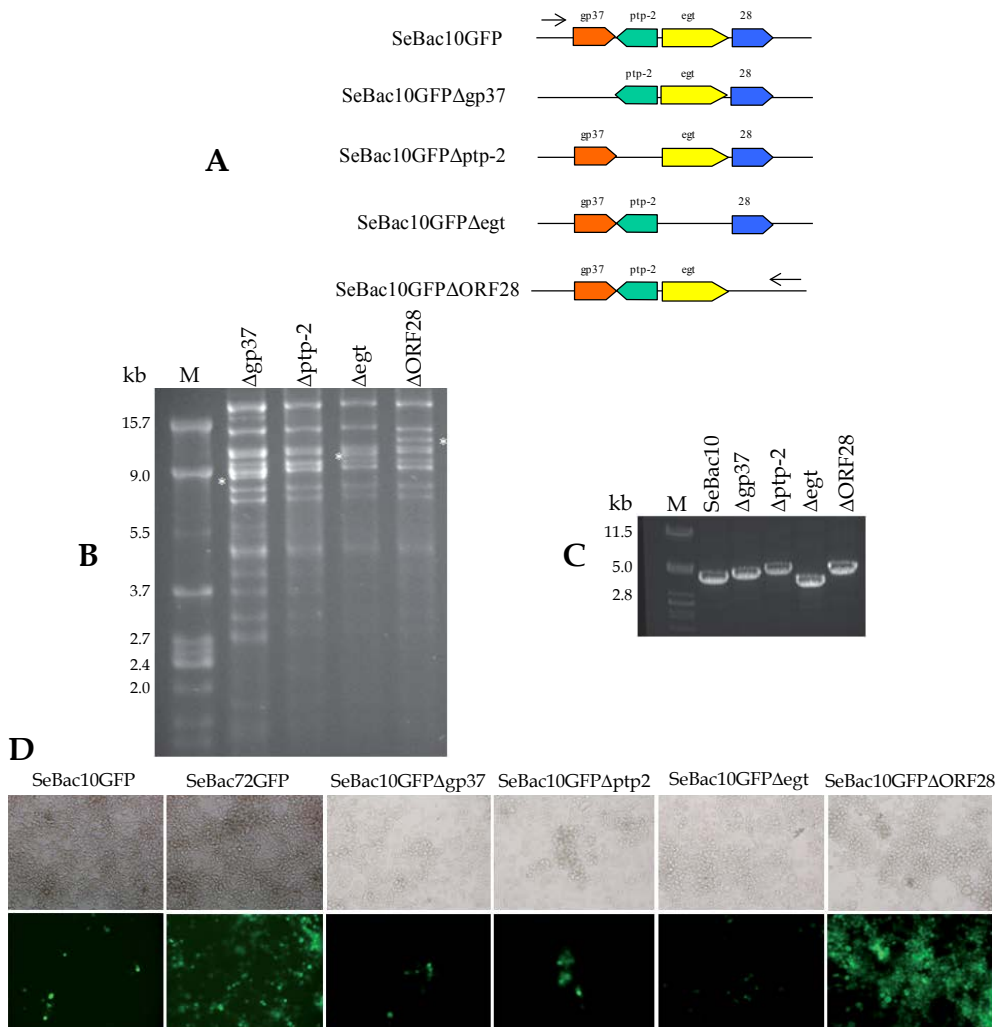 gp37 ptp-2 egt 28
SeBac10GFP
ptp-2 egt 28
SeBac10GFPΔgp37
A
gp37 egt 28
SeBac10GFPΔptp-2
gp37 ptp-2 28
SeBac10GFPΔegt
gp37 ptp-2 egt
SeBac10GFPΔORF28
kb M Δgp37 Δptp-2 Δegt ΔORF28
15.7
*
*
9.0
*
5.5
B
3.7
2.7
2.4
2.0
kb M SeBac10 Δgp37 Δptp-2 Δegt ΔORF28
11.5
C
5.0
2.8
D
SeBac10GFP SeBac72GFP SeBac10GFPΔgp37 SeBac10GFPΔptp2 SeBac10GFPΔegt SeBac10GFPΔORF28